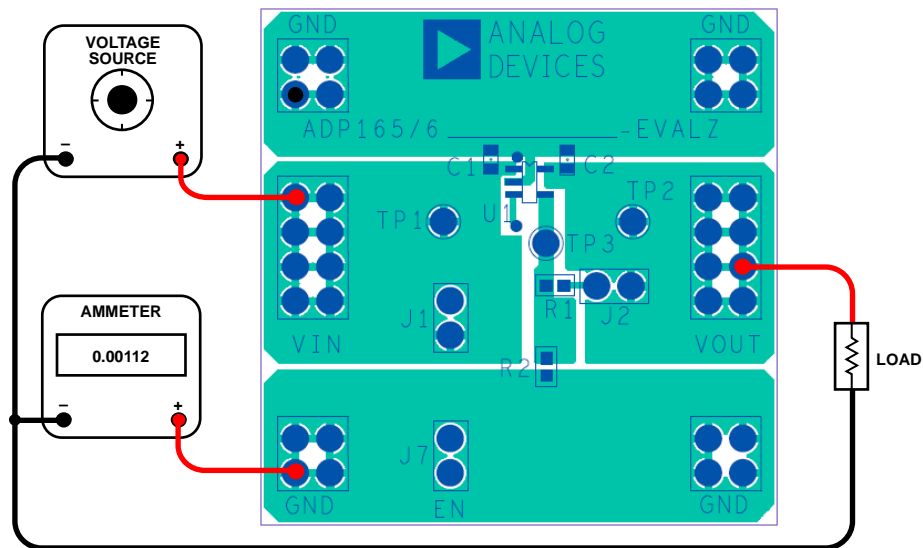 VOLTAGE
SOURCE
−
+
GND
ANALOG
DEVICES
GND
ADP165/6______________-EVALZ
C1
C2
U1
TP1
TP2
TP3
R1
J2
J1
VIN
VOUT
R2
AMMETER
0.00112
−
+
LOAD
J7
GND
EN
GND